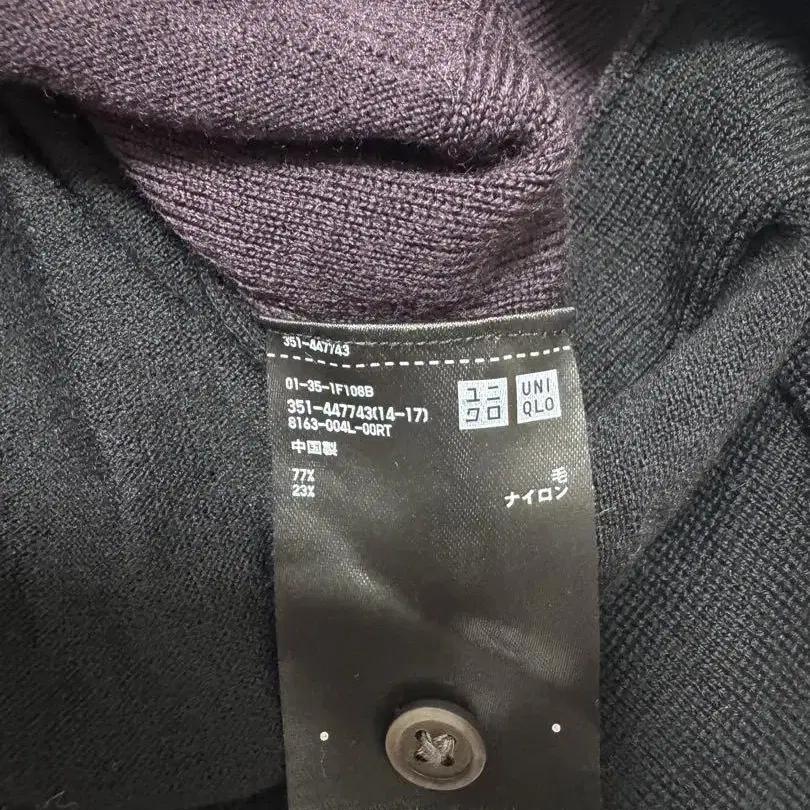 351-447743
01-35-1F108B
351-447743(14-17)
8163-004L-00RT
中国製
77% 毛
23% ナイロン
ユニ
クロ
UNI
QLO